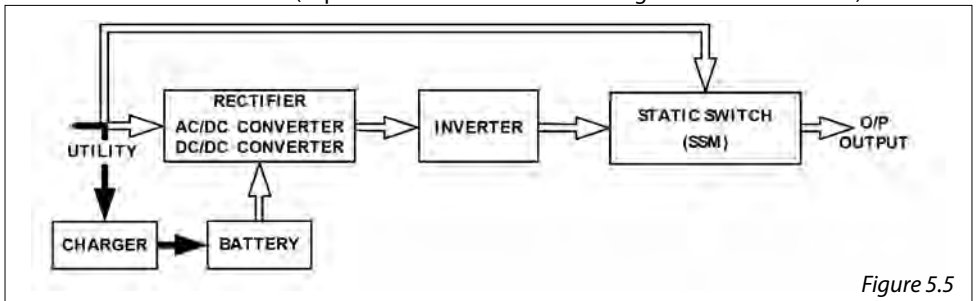 RECTIFIER
AC/DC CONVERTER
DC/DC CONVERTER
INVERTER
STATIC SWITCH
(SSM)
O/P
OUTPUT
UTILITY
CHARGER
BATTERY
Figure 5.5